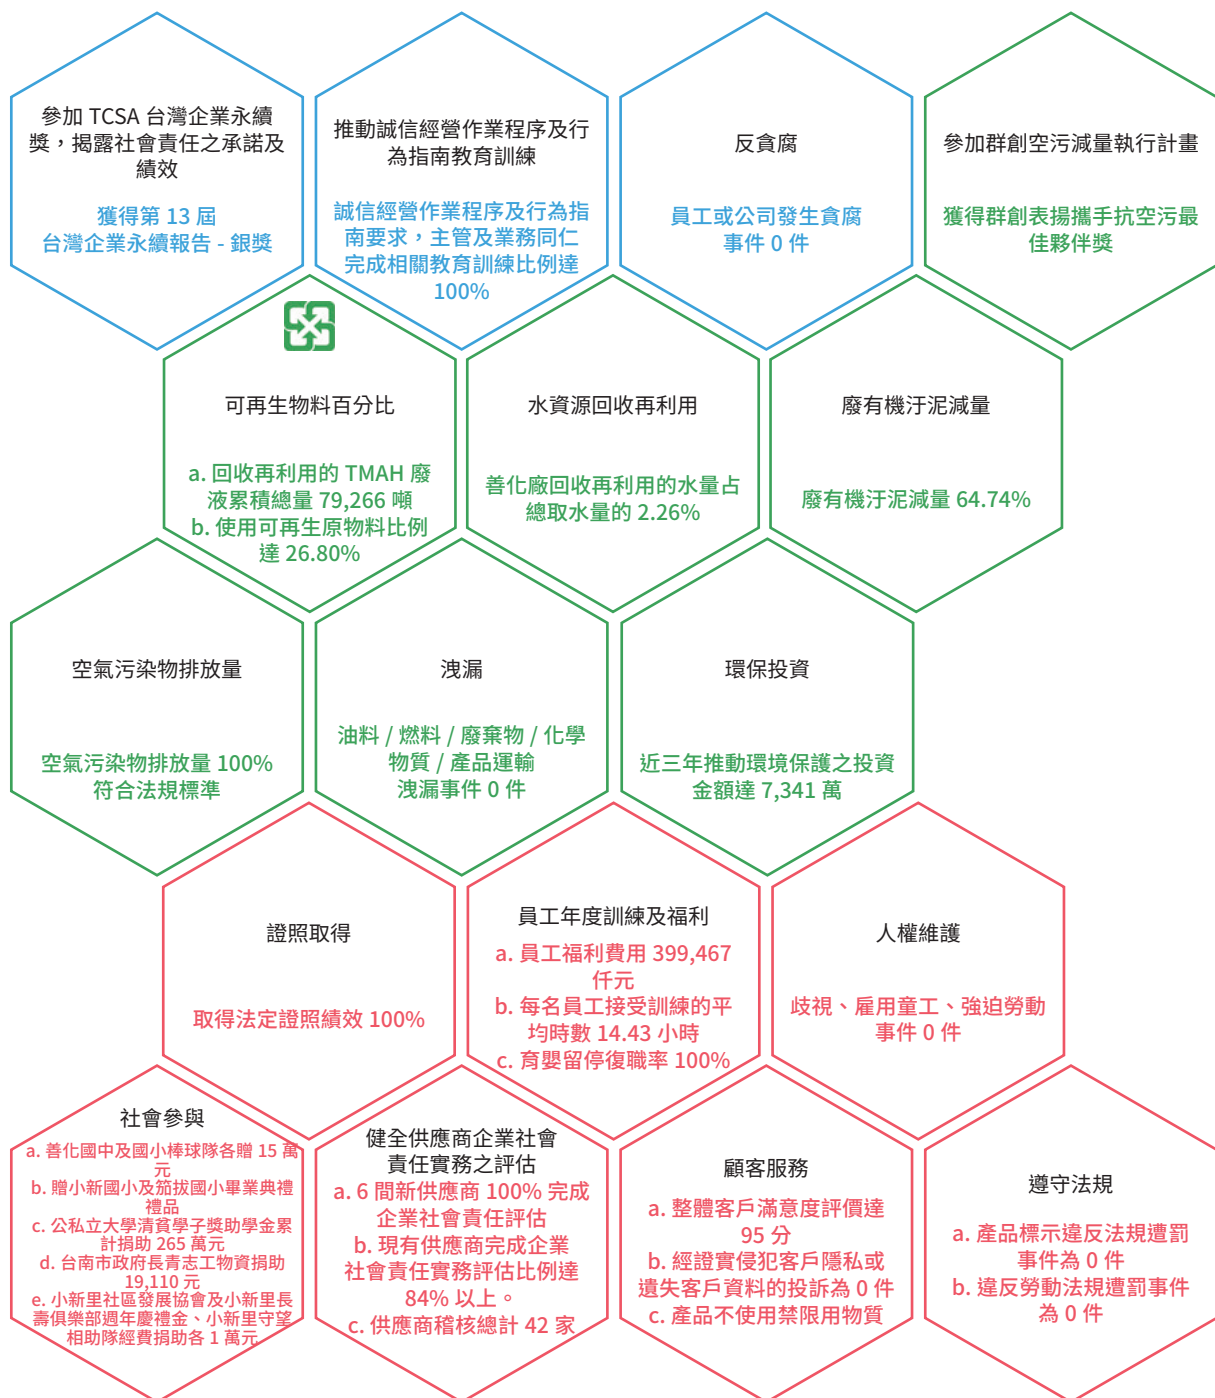 參加 TCSA 台灣企業永續
獎，揭露社會責任之承諾及
績效
獲得第 13 屆
台灣企業永續報告 - 銀獎
推動誠信經營作業程序及行
為指南教育訓練
誠信經營作業程序及行為指
南要求，主管及業務同仁
完成相關教育訓練比例達
100%
反貪腐
員工或公司發生貪腐
事件 0 件
參加群創空污減量執行計畫
獲得群創表揚攜手抗空污最
佳夥伴獎
可再生物料百分比
a. 回收再利用的 TMAH 廢
液累積總量 79,266 噸
b. 使用可再生原物料比例
達 26.80%
水資源回收再利用
善化廠回收再利用的水量占
總取水量的 2.26%
廢有機汙泥減量
廢有機汙泥減量 64.74%
空氣污染物排放量
空氣污染物排放量 100%
符合法規標準
洩漏
油料 / 燃料 / 廢棄物 / 化學
物質 / 產品運輸
洩漏事件 0 件
環保投資
近三年推動環境保護之投資
金額達 7,341 萬
證照取得
取得法定證照績效 100%
員工年度訓練及福利
a. 員工福利費用 399,467
仟元
b. 每名員工接受訓練的平
均時數 14.43 小時
c. 育嬰留停復職率 100%
人權維護
歧視、雇用童工、強迫勞動
事件 0 件
社會參與
a. 善化國中及國小棒球隊各贈 15 萬
元
b. 贈小新國小及茄拔國小畢業典禮
禮品
c. 公私立大學清貧學子獎助學金累
計捐助 265 萬元
d. 台南市政府長青志工物資捐助
19,110 元
e. 小新里社區發展協會及小新里長
壽俱樂部週年慶禮金、小新里守望
相助隊經費捐助各 1 萬元
健全供應商企業社會
責任實務之評估
a. 6 間新供應商 100% 完成
企業社會責任評估
b. 現有供應商完成企業
社會責任實務評估比例達
84% 以上。
c. 供應商稽核總計 42 家
顧客服務
a. 整體客戶滿意度評價達
95 分
b. 經證實侵犯客戶隱私或
遺失客戶資料的投訴為 0 件
c. 產品不使用禁限用物質
遵守法規
a. 產品標示違反法規遭罰
事件為 0 件
b. 違反勞動法規遭罰事件
為 0 件